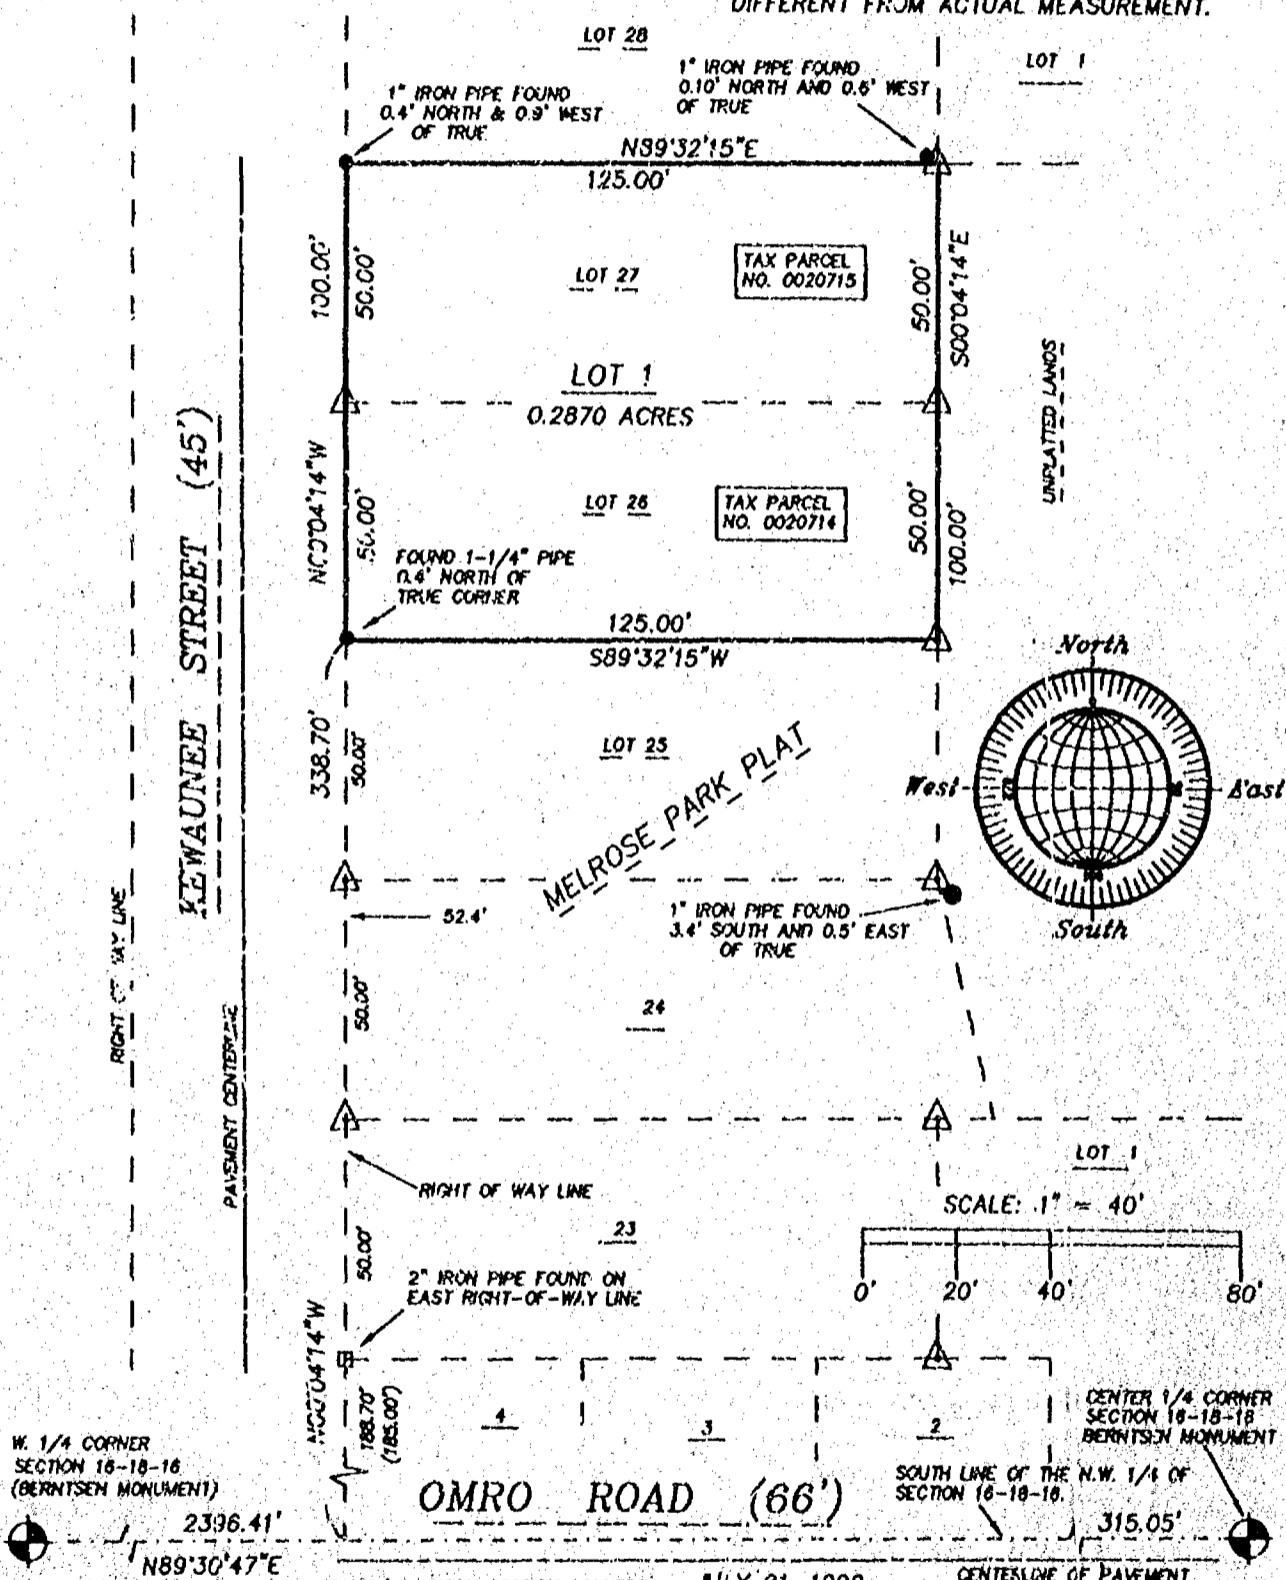 DIFFERENT FROM ACTUAL MEASUREMENT.
LOT 28
LOT 1
1" IRON PIPE FOUND
0.4' NORTH & 0.9' WEST
OF TRUE
1" IRON PIPE FOUND
0.10' NORTH AND 0.6' WEST
OF TRUE
N89°32'15"E
125.00'
100.00'
50.00'
LOT 27
TAX PARCEL
NO. 0020715
50.00'
S00°04'14"E
LOT 1
0.2870 ACRES
UNPLATTED LANDS
KEWAUNEE STREET (45')
N00°04'14"W
50.00'
LOT 26
TAX PARCEL
NO. 0020714
50.00'
100.00'
FOUND 1-1/4" PIPE
0.4' NORTH OF
TRUE CORNER
125.00'
S89°32'15"W
North
West
East
South
338.70'
50.00'
LOT 25
MELROSE PARK PLAT
52.4'
1" IRON PIPE FOUND
3.4' SOUTH AND 0.5' EAST
OF TRUE
RIGHT OF WAY LINE
PAVEMENT CENTERLINE
50.00'
24
LOT 1
RIGHT OF WAY LINE
SCALE: 1" = 40'
0' 20' 40' 80'
23
50.00'
2" IRON PIPE FOUND ON
EAST RIGHT-OF-WAY LINE
N00°04'14"W
188.70'
(185.00')
4
3
2
CENTER 1/4 CORNER
SECTION 16-18-16
BERNTSEN MONUMENT
W. 1/4 CORNER
SECTION 16-18-16
(BERNTSEN MONUMENT)
SOUTH LINE OF THE N.W. 1/4 OF
SECTION 16-18-16.
OMRO ROAD (66')
2396.41'
315.05'
N89°30'47"E
CENTERLINE OF PAVEMENT